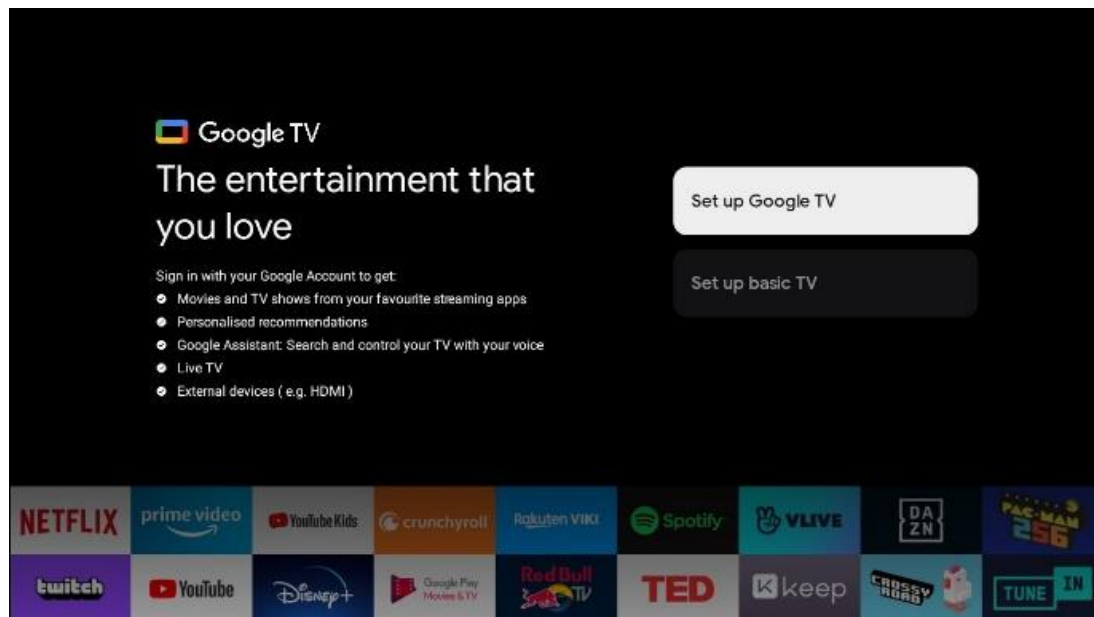 Google TV
The entertainment that
you love
Sign in with your Google Account to get:
Movies and TV shows from your favourite streaming apps
Personalised recommendations
Google Assistant: Search and control your TV with your voice
Live TV
External devices ( e.g. HDMI )
Set up Google TV
Set up basic TV
NETFLIX
prime video
YouTube Kids
crunchyroll
Rakuten VIKI
Spotify
VLIVE
DA
ZN
PAC-MAN
256
twitch
YouTube
Disney+
Google Play
Movies & TV
Red Bull
TV
TED
keep
CROSSY
ROAD
TUNE IN